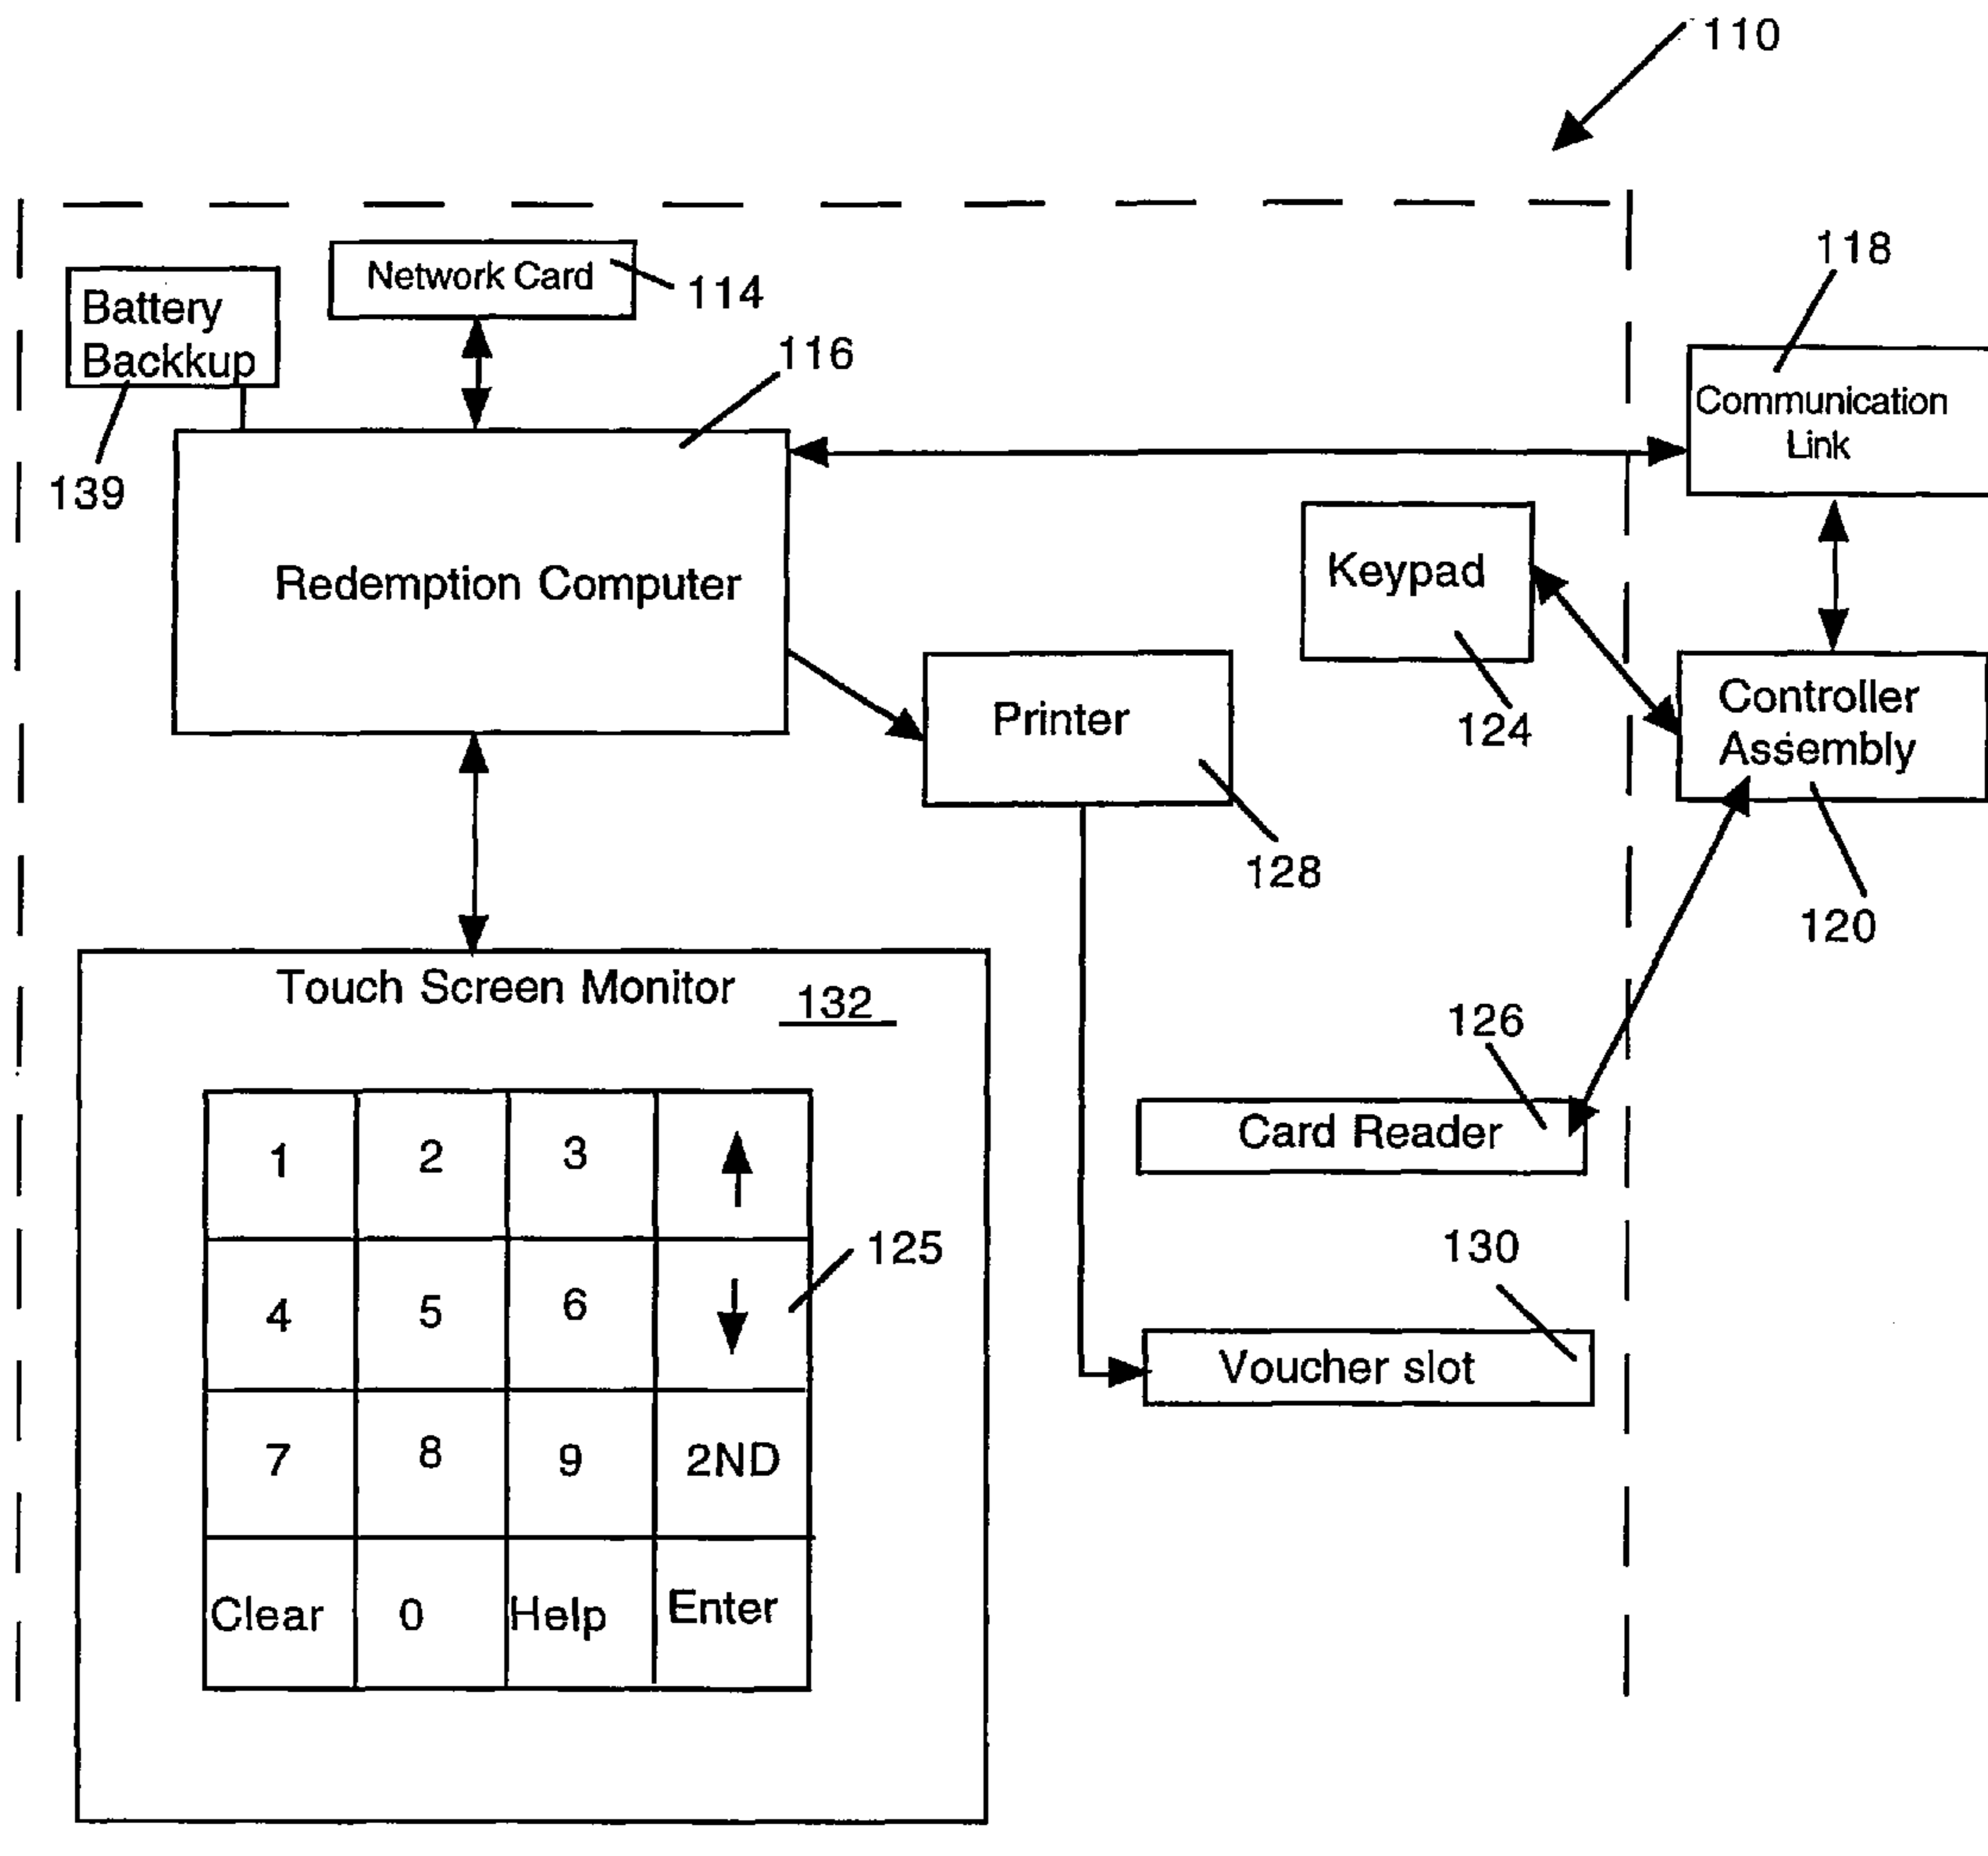 110
118
Network Card
114
Battery
Backkup
116
Communication
Link
139
Keypad
Redemption Computer
Controller
Assembly
Printer
124
128
120
Touch Screen Monitor 132
126
Card Reader
1 2 3
125
130
4 5 6
Voucher slot
7 8 9 2ND
Clear 0 Help Enter